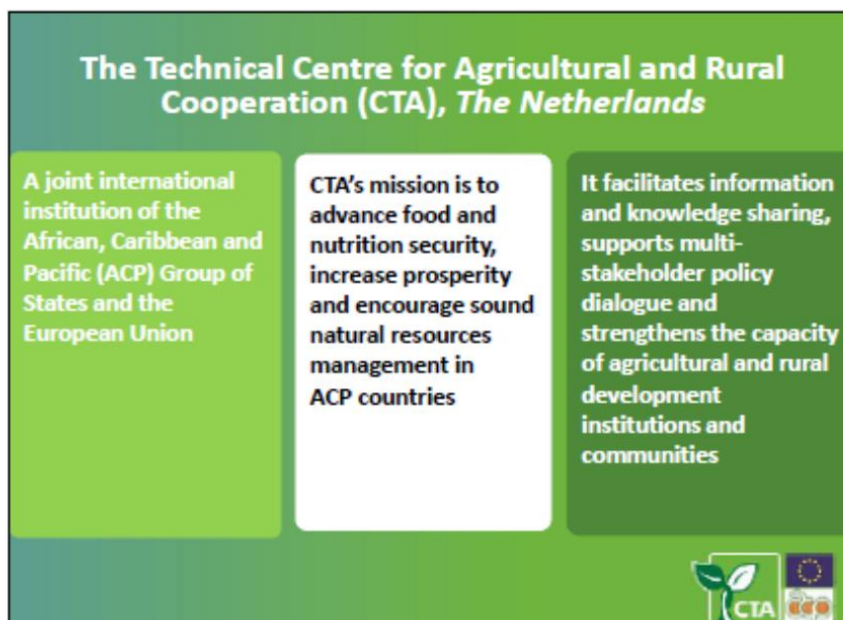 The Technical Centre for Agricultural and Rural
Cooperation (CTA), The Netherlands
A joint international
institution of the
African, Caribbean and
Pacific (ACP) Group of
States and the
European Union
CTA's mission is to
advance food and
nutrition security,
increase prosperity
and encourage sound
natural resources
management in
ACP countries
It facilitates information
and knowledge sharing,
supports multi-
stakeholder policy
dialogue and
strengthens the capacity
of agricultural and rural
development
institutions and
communities
CTA
acp